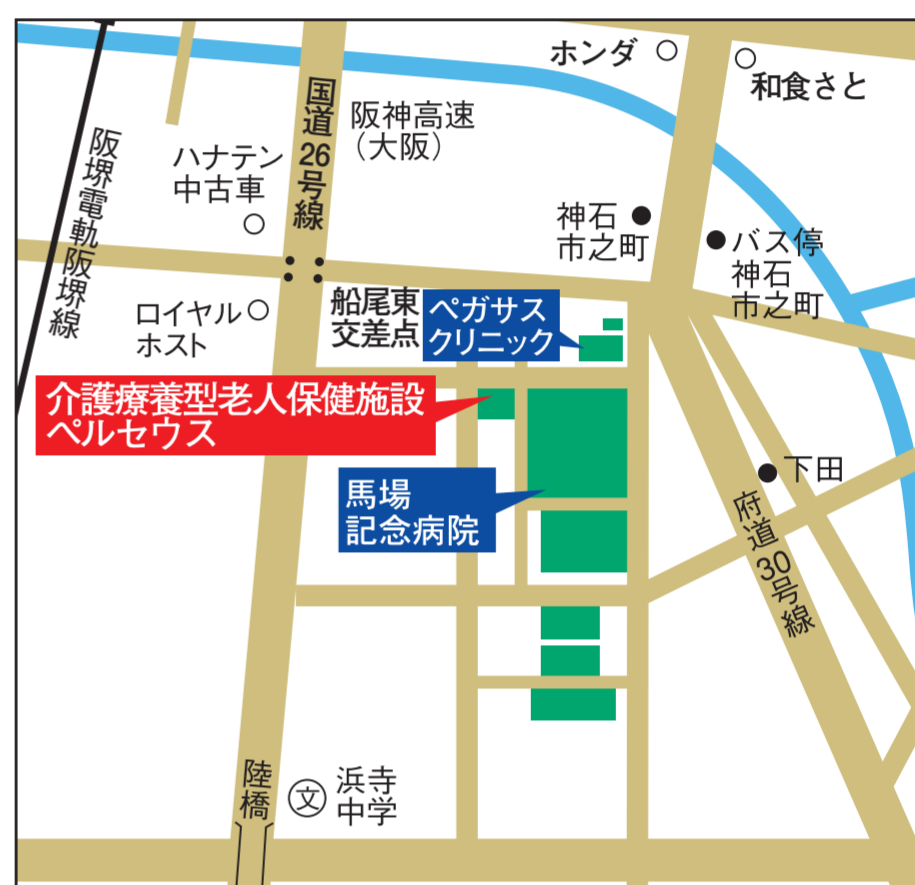 ホンダ
和食さと
国道26号線
阪神高速
（大阪）
阪堺電軌阪堺線
ハナテン
中古車
神石
市之町
バス停
神石
市之町
ロイヤル
ホスト
船尾東
交差点
ペガサス
クリニック
介護療養型老人保健施設
ペルセウス
馬場
記念病院
下田
府道30号線
陸橋
文
浜寺
中学